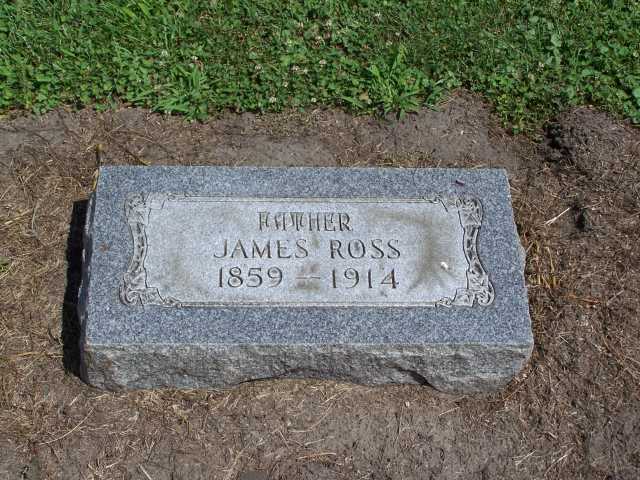 FATHER
JAMES ROSS
1859 — 1914